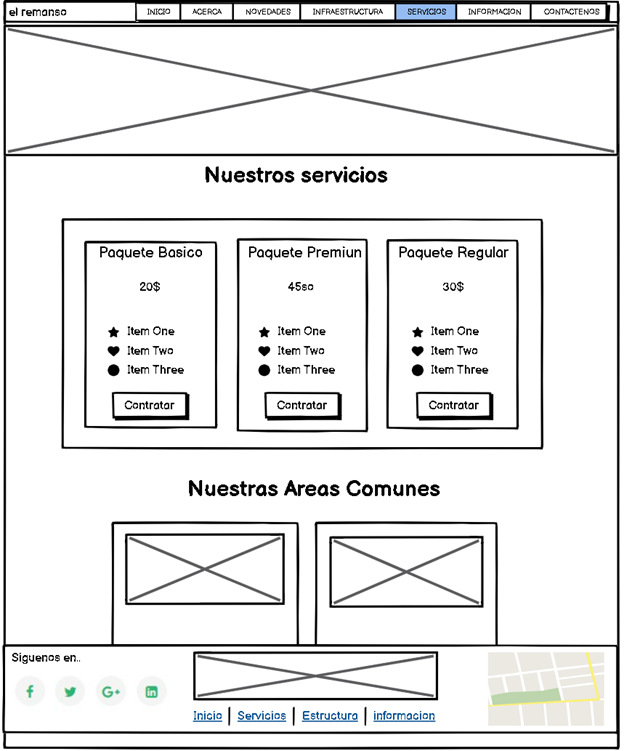 el remanso INICIO ACERCA NOVEDADES INFRAESTRUCTURA SERVICIOS INFORMACION CONTACTENOS
Nuestros servicios
Paquete Basico
20$
Item One
Item Two
Item Three
Contratar
Paquete Premiun
45so
Item One
Item Two
Item Three
Contratar
Paquete Regular
30$
Item One
Item Two
Item Three
Contratar
Nuestras Areas Comunes
Siguenos en..
Inicio | Servicios | Estructura | informacion